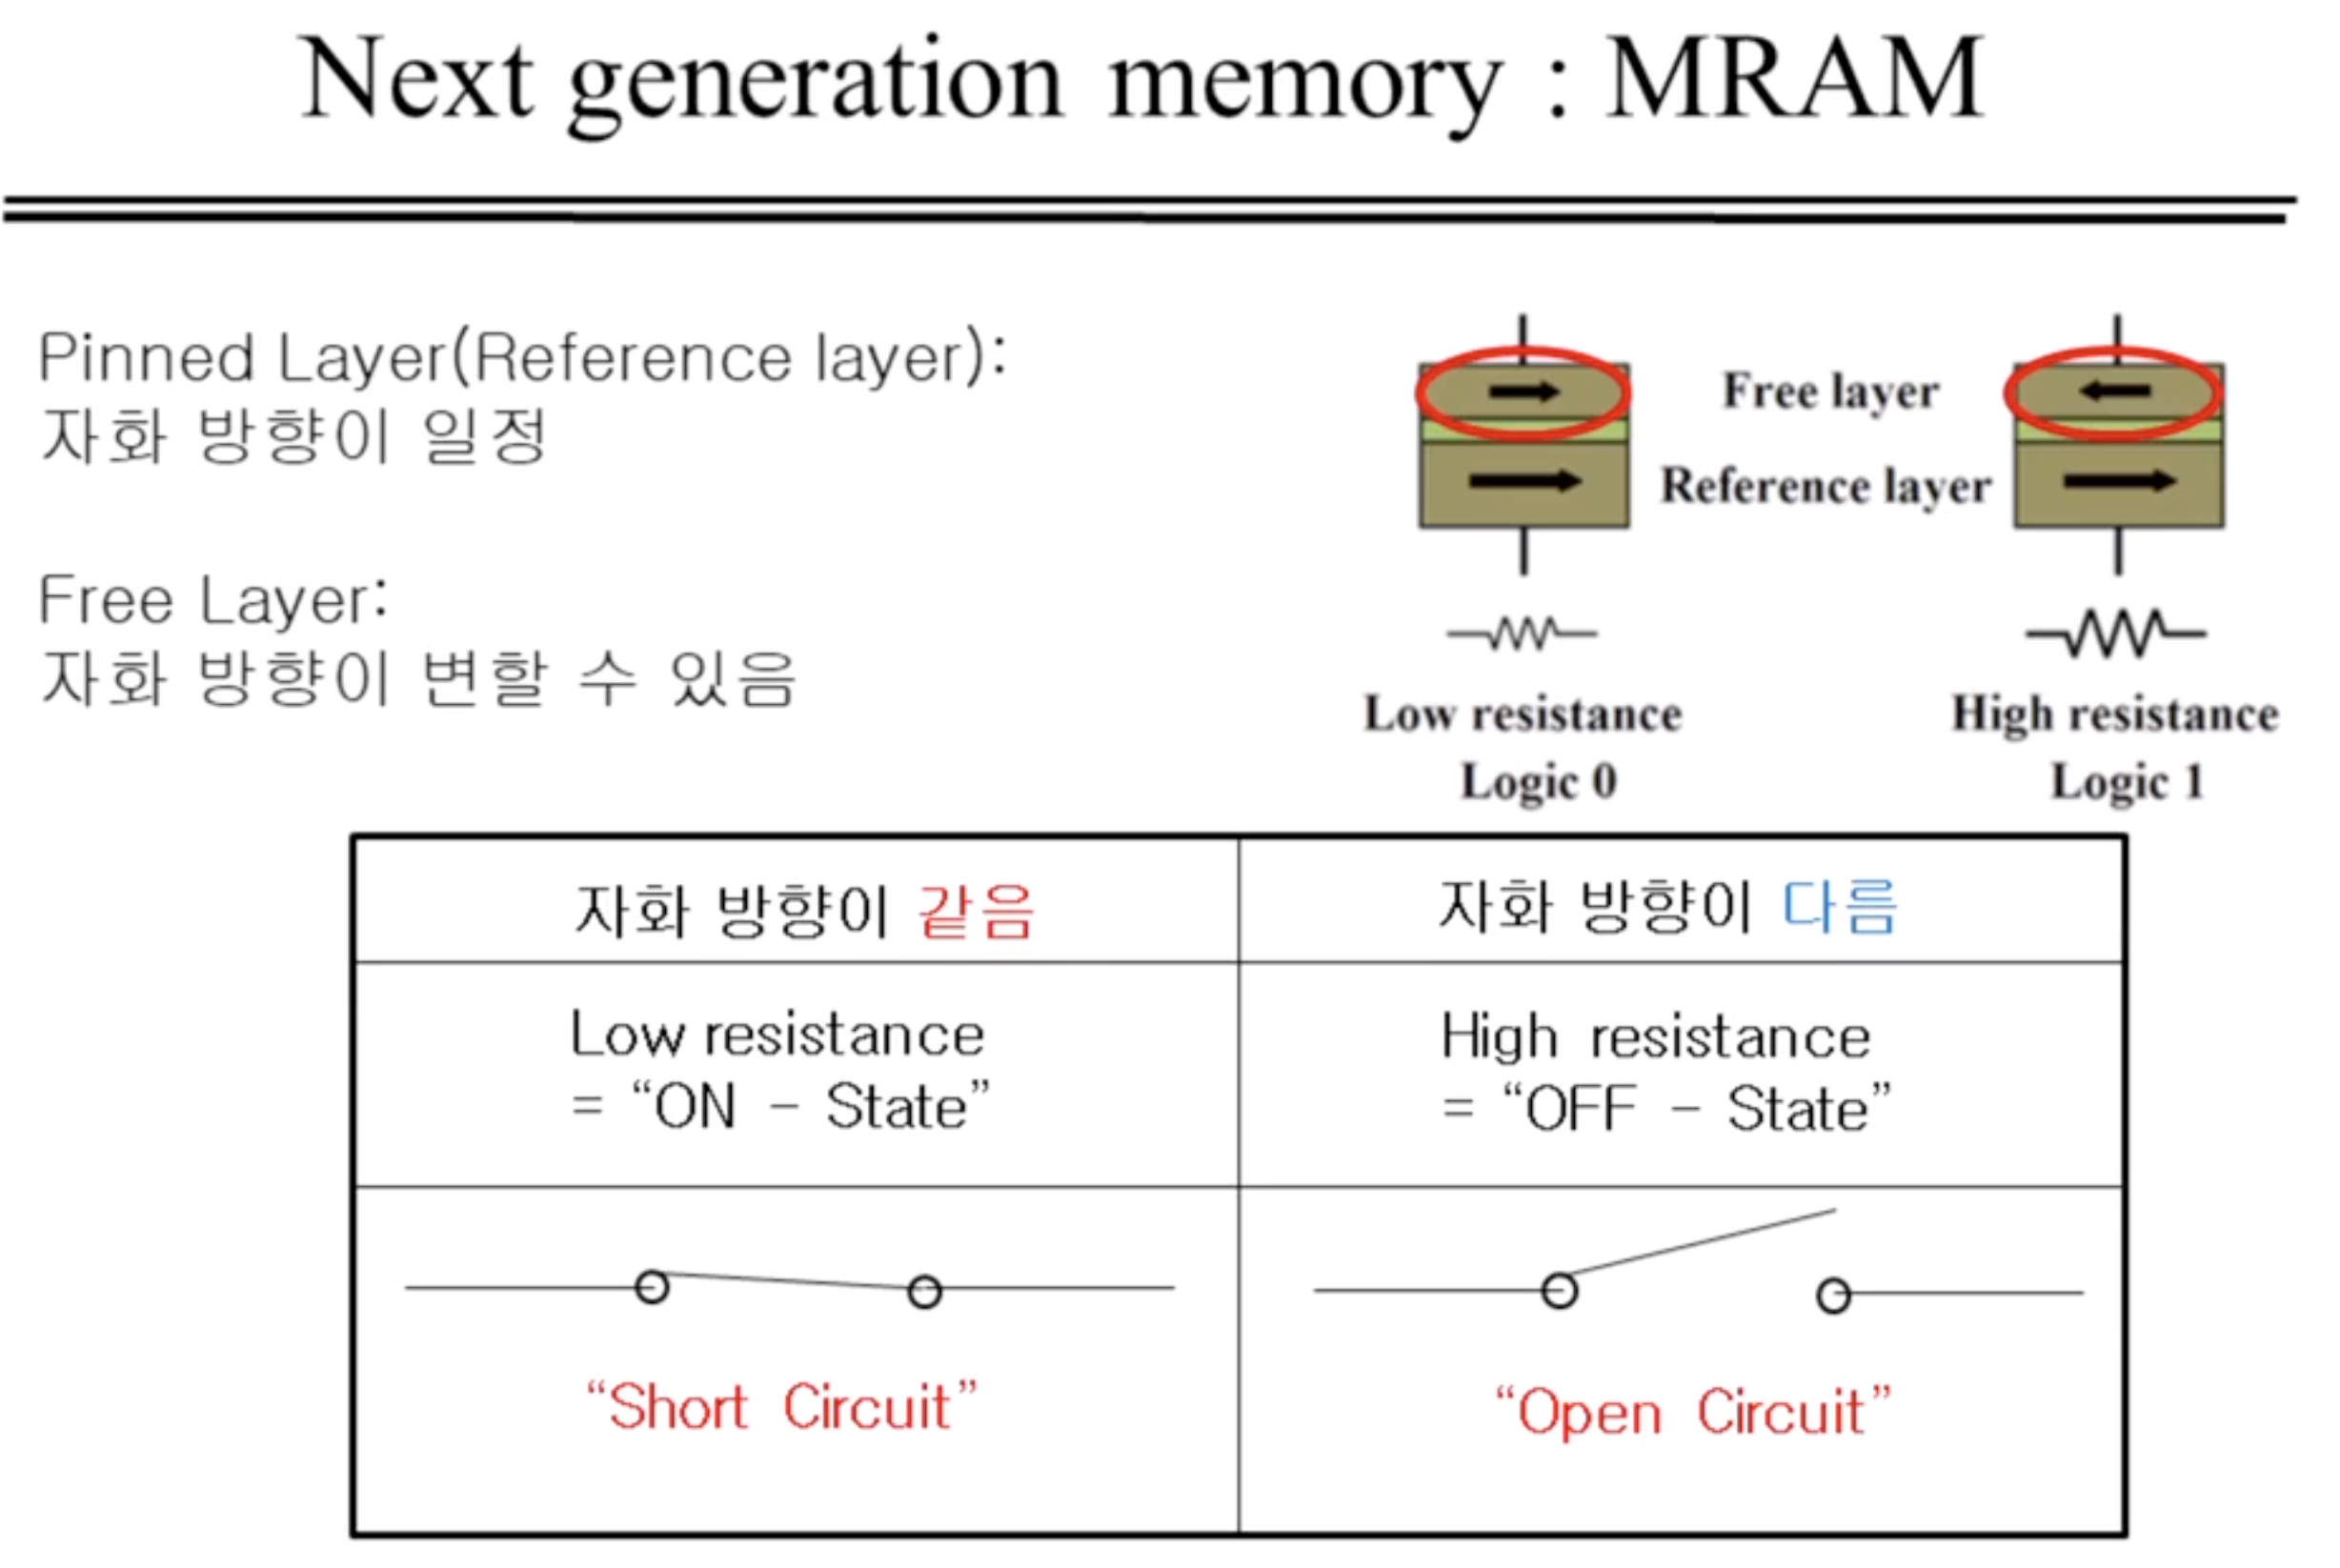 Next generation memory : MRAM
Pinned Layer(Reference layer):
자화 방향이 일정
Free Layer:
자화 방향이 변할 수 있음
Free layer
Reference layer
Low resistance
Logic 0
High resistance
Logic 1
자화 방향이 같음
자화 방향이 다름
Low resistance
= “ON – State”
High resistance
= “OFF – State”
“Short Circuit”
“Open Circuit”